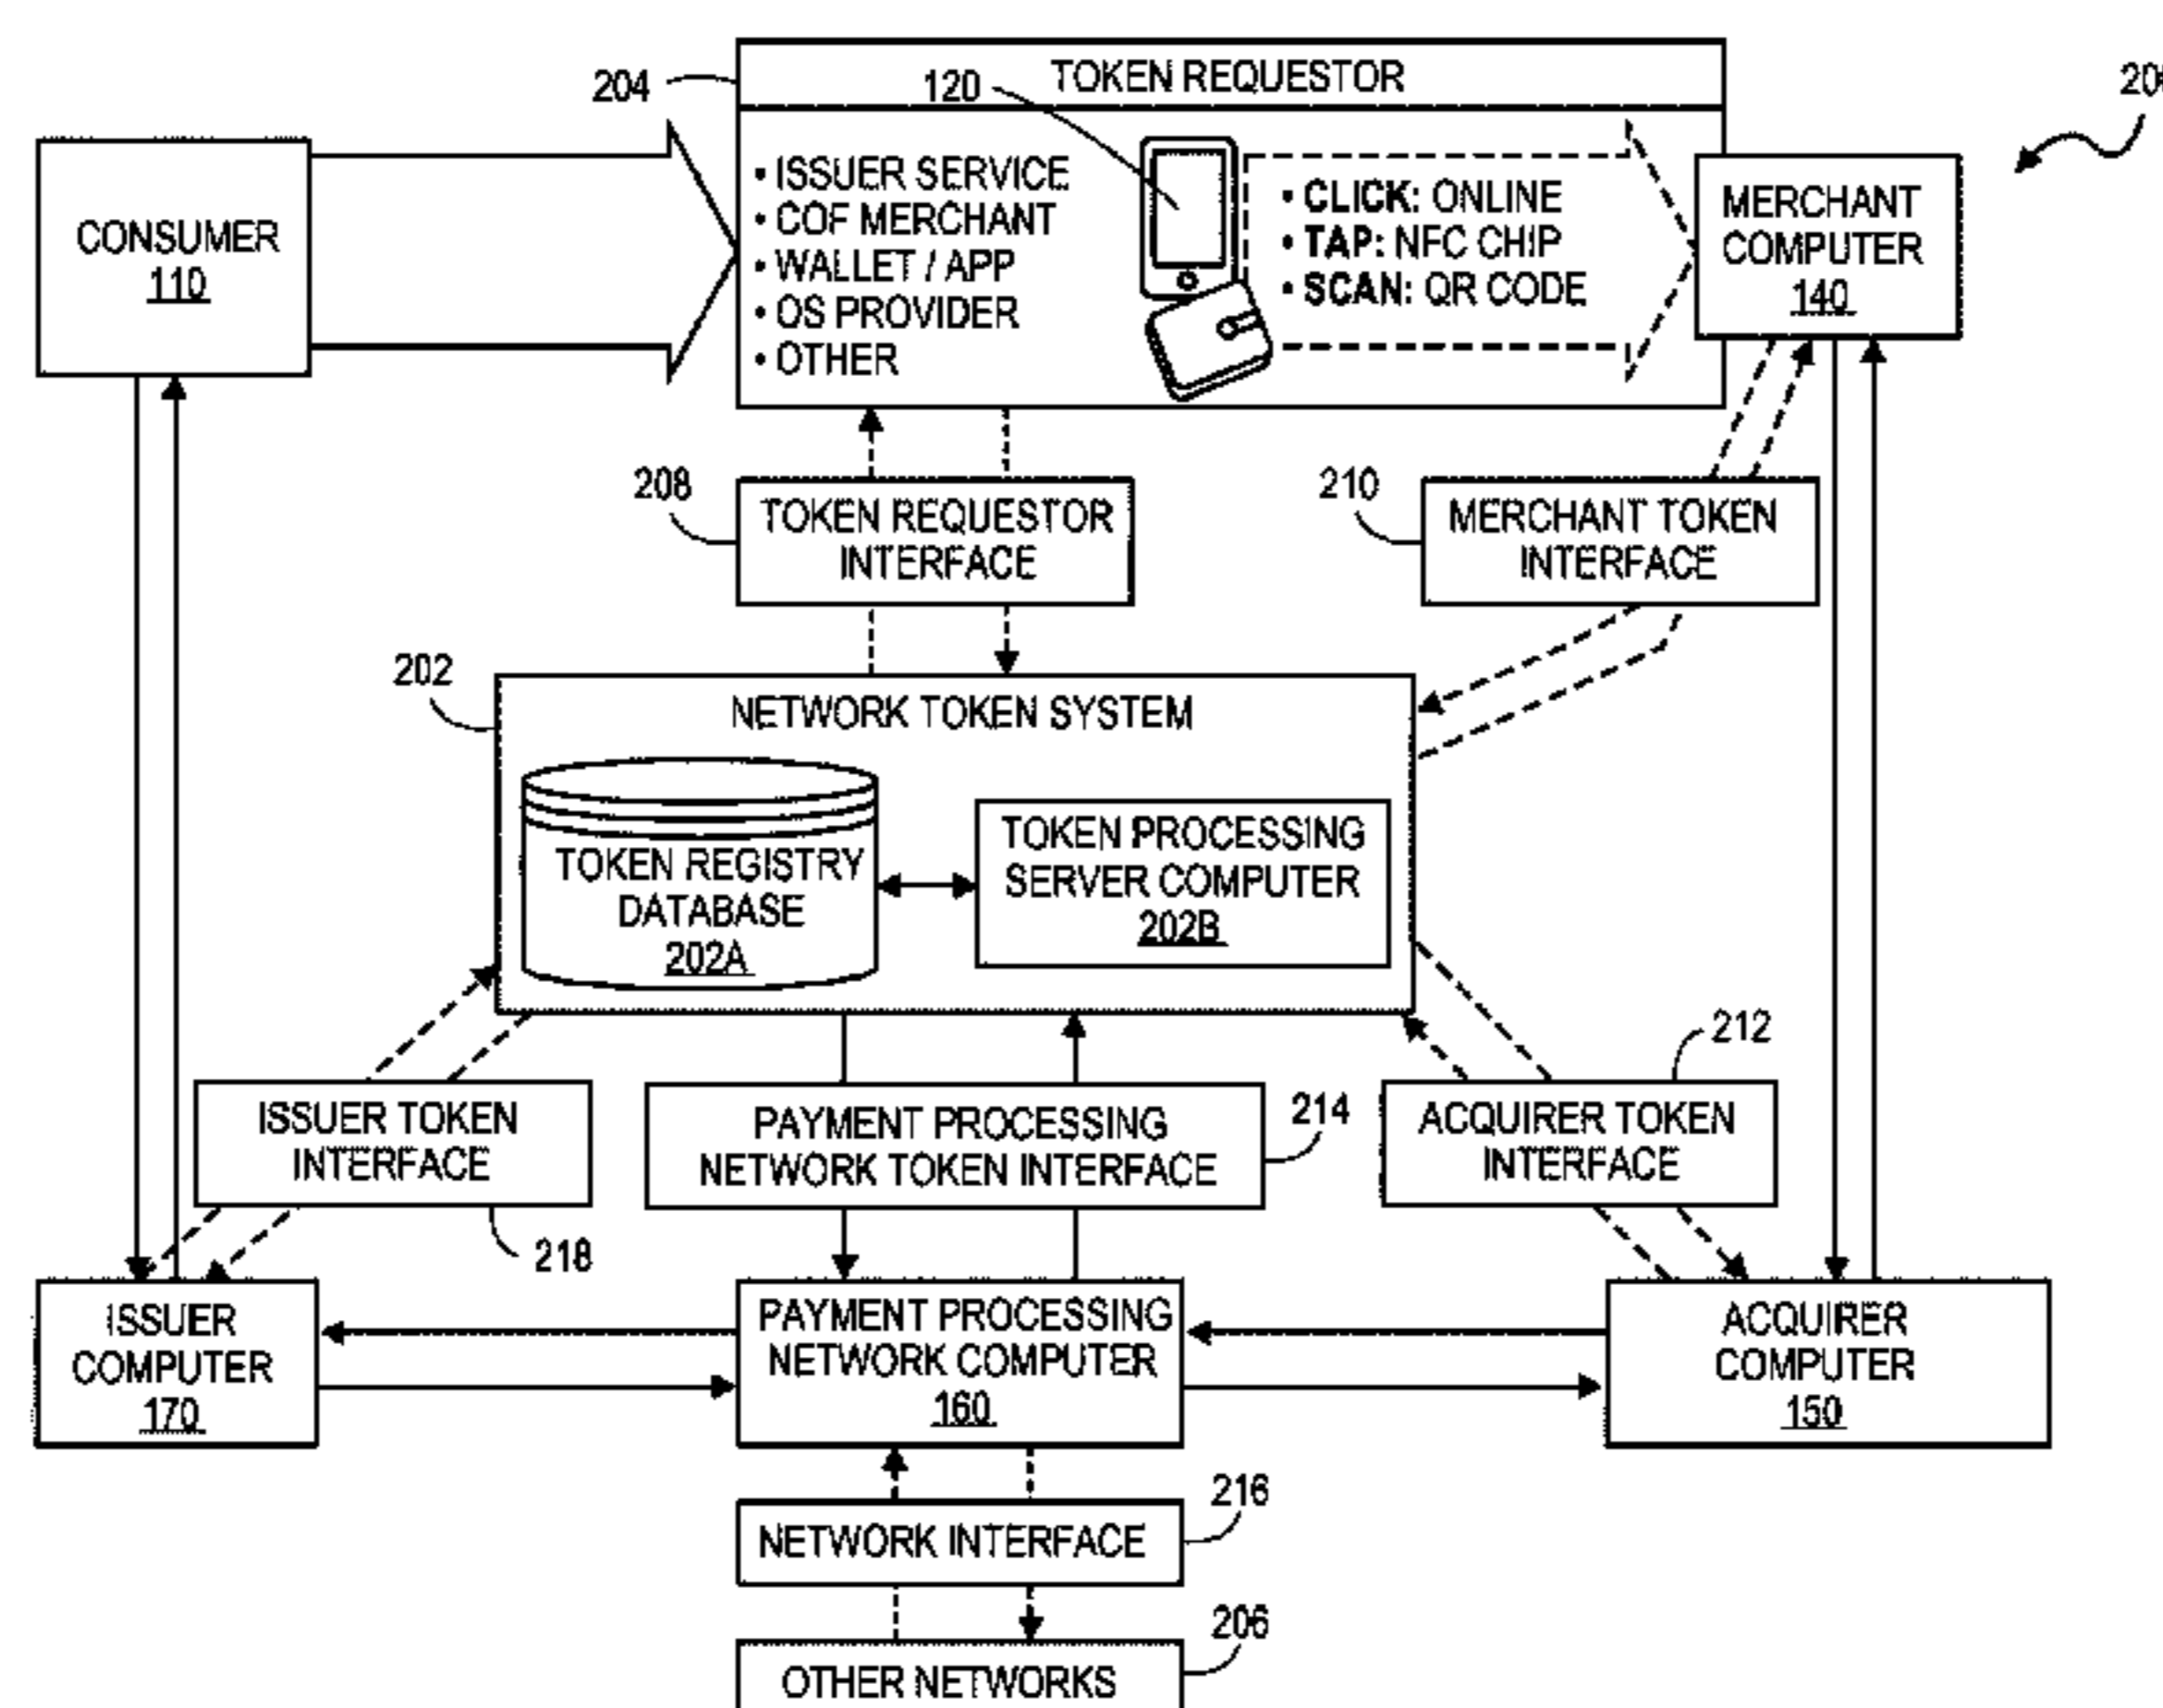 TOKEN REQUESTOR
204
120
200
CONSUMER
110
• ISSUER SERVICE
• COF MERCHANT
• WALLET / APP
• OS PROVIDER
• OTHER
• CLICK: ONLINE
• TAP: NFC CHIP
• SCAN: QR CODE
MERCHANT
COMPUTER
140
208
TOKEN REQUESTOR
INTERFACE
210
MERCHANT TOKEN
INTERFACE
202
NETWORK TOKEN SYSTEM
TOKEN REGISTRY
DATABASE
202A
TOKEN PROCESSING
SERVER COMPUTER
202B
212
ISSUER TOKEN
INTERFACE
218
PAYMENT PROCESSING
NETWORK TOKEN INTERFACE
214
ACQUIRER TOKEN
INTERFACE
ISSUER
COMPUTER
170
PAYMENT PROCESSING
NETWORK COMPUTER
160
ACQUIRER
COMPUTER
150
216
NETWORK INTERFACE
206
OTHER NETWORKS